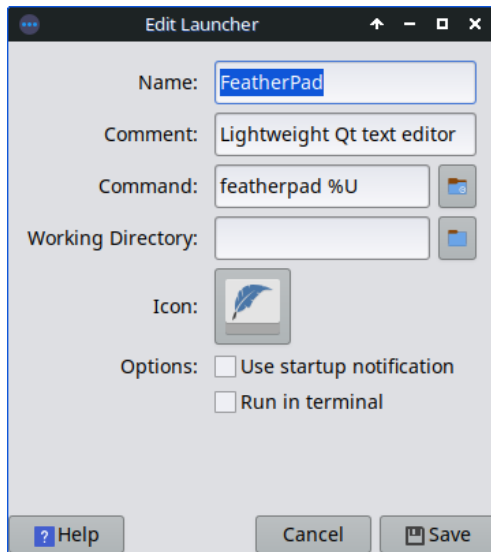 Edit Launcher
Name: FeatherPad
Comment: Lightweight Qt text editor
Command: featherpad %U
Working Directory:
Icon:
Options: Use startup notification
Run in terminal
? Help Cancel Save